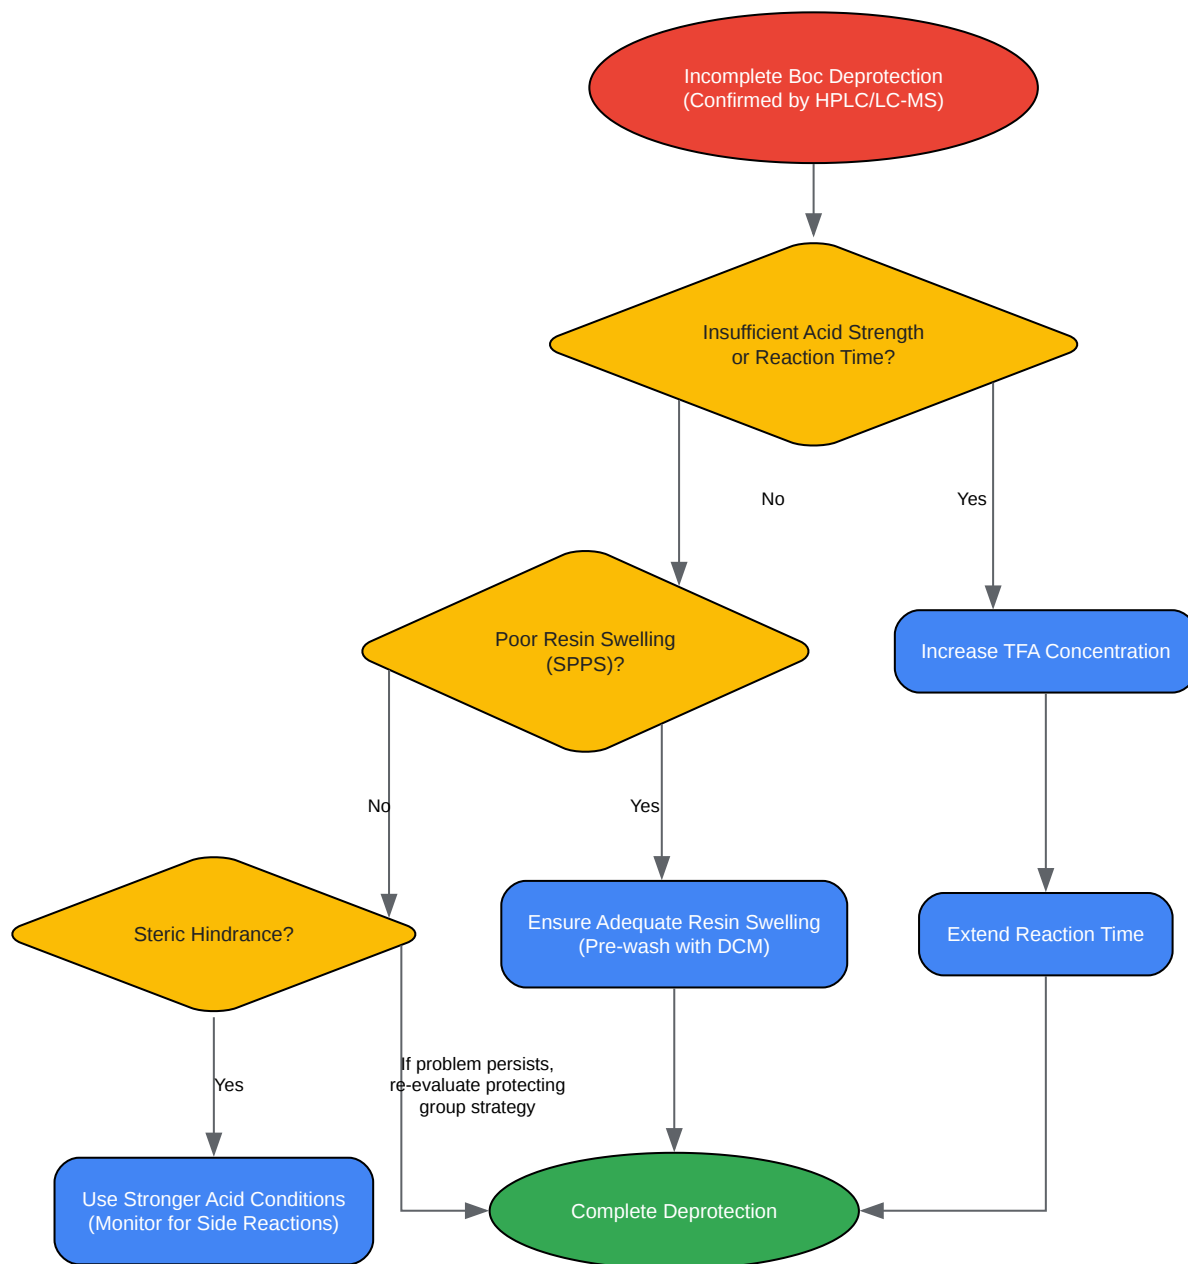 Incomplete Boc Deprotection
(Confirmed by HPLC/LC-MS)
Insufficient Acid Strength
or Reaction Time?
No
Yes
Poor Resin Swelling
(SPPS)?
Increase TFA Concentration
No
Yes
Steric Hindrance?
Ensure Adequate Resin Swelling
(Pre-wash with DCM)
Extend Reaction Time
Yes
If problem persists,
re-evaluate protecting
group strategy
Use Stronger Acid Conditions
(Monitor for Side Reactions)
Complete Deprotection